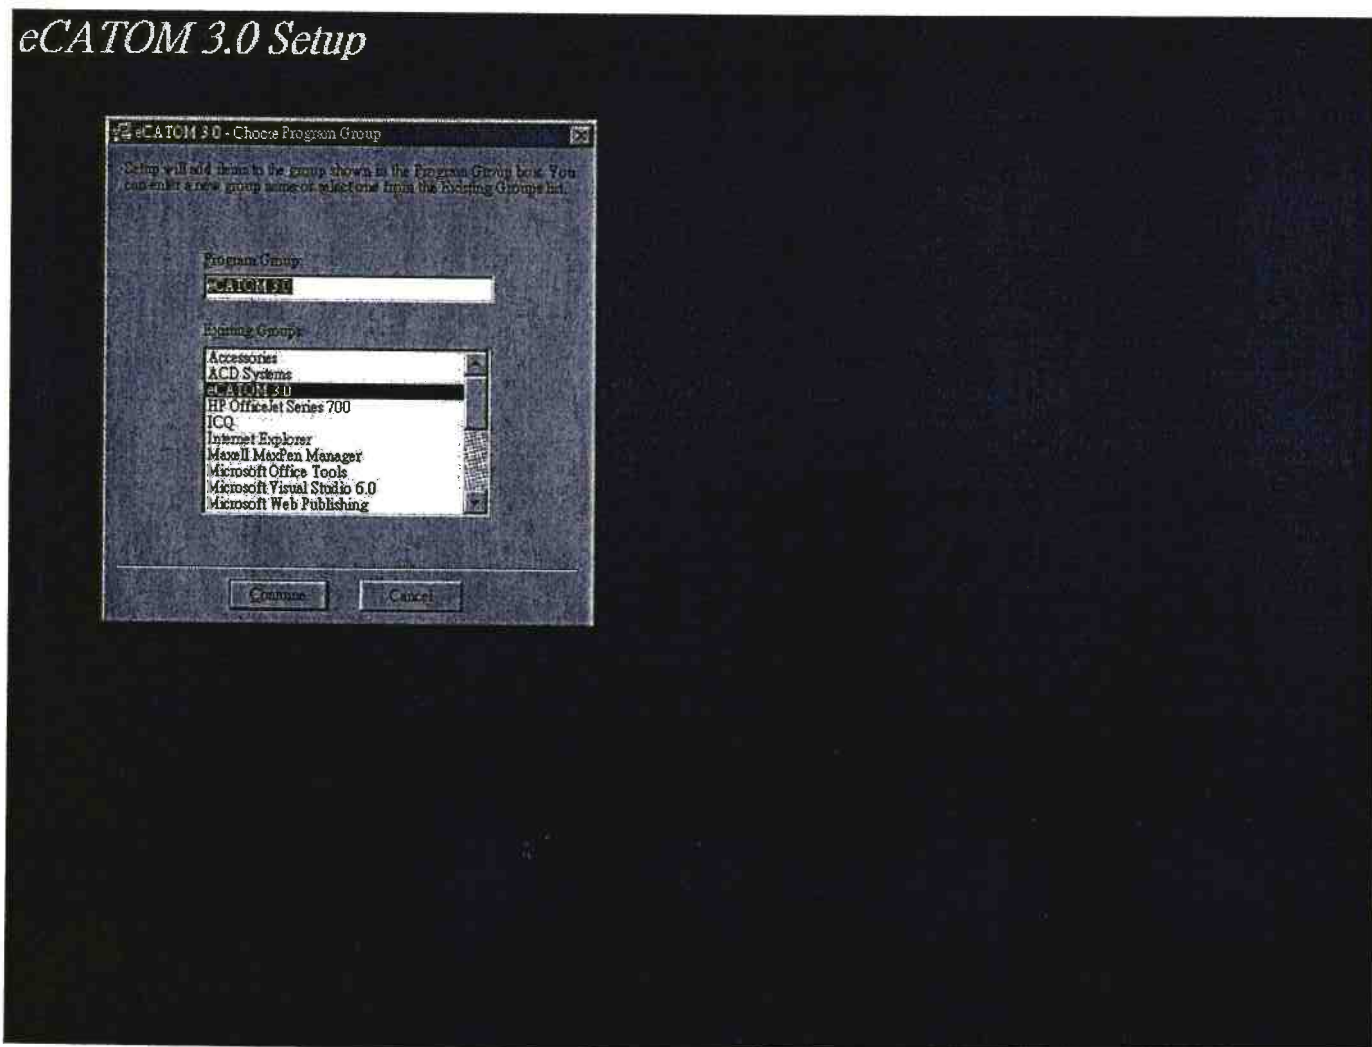 eCATOM 3.0 Setup
eCATOM 3.0 - Choose Program Group
Setup will add items to the group shown in the Program Group box. You
can enter a new group name or select one from the Existing Groups list.
Program Group:
eCATOM 3.0
Existing Groups:
Accessories
ACD Systems
eCATOM 3.0
HP OfficeJet Series 700
ICQ
Internet Explorer
Maxell MaxPen Manager
Microsoft Office Tools
Microsoft Visual Studio 6.0
Microsoft Web Publishing
Continue
Cancel